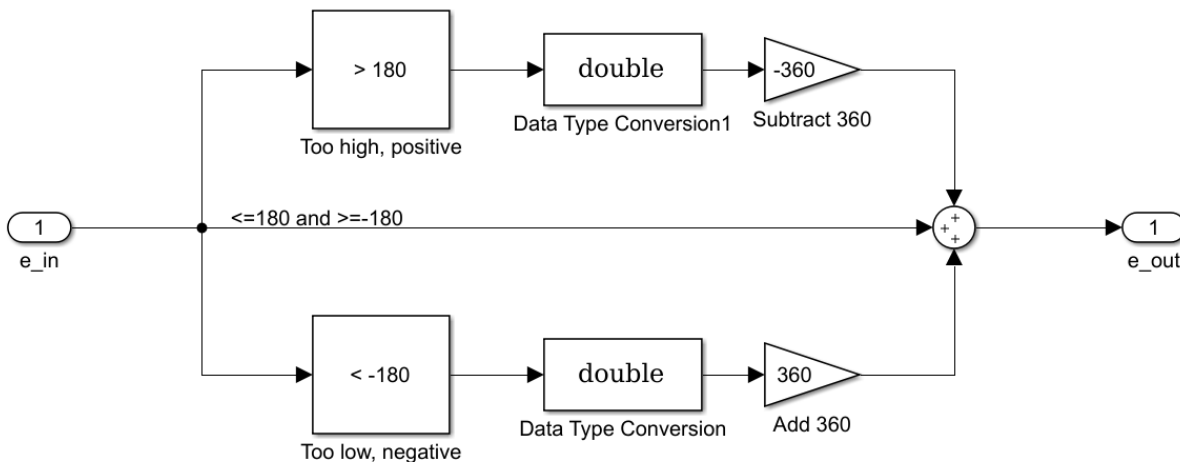 > 180
Too high, positive
double
Data Type Conversion1
-360
Subtract 360
1
e_in
<=180 and >=-180
+
+
+
1
e_out
< -180
Too low, negative
double
Data Type Conversion
360
Add 360